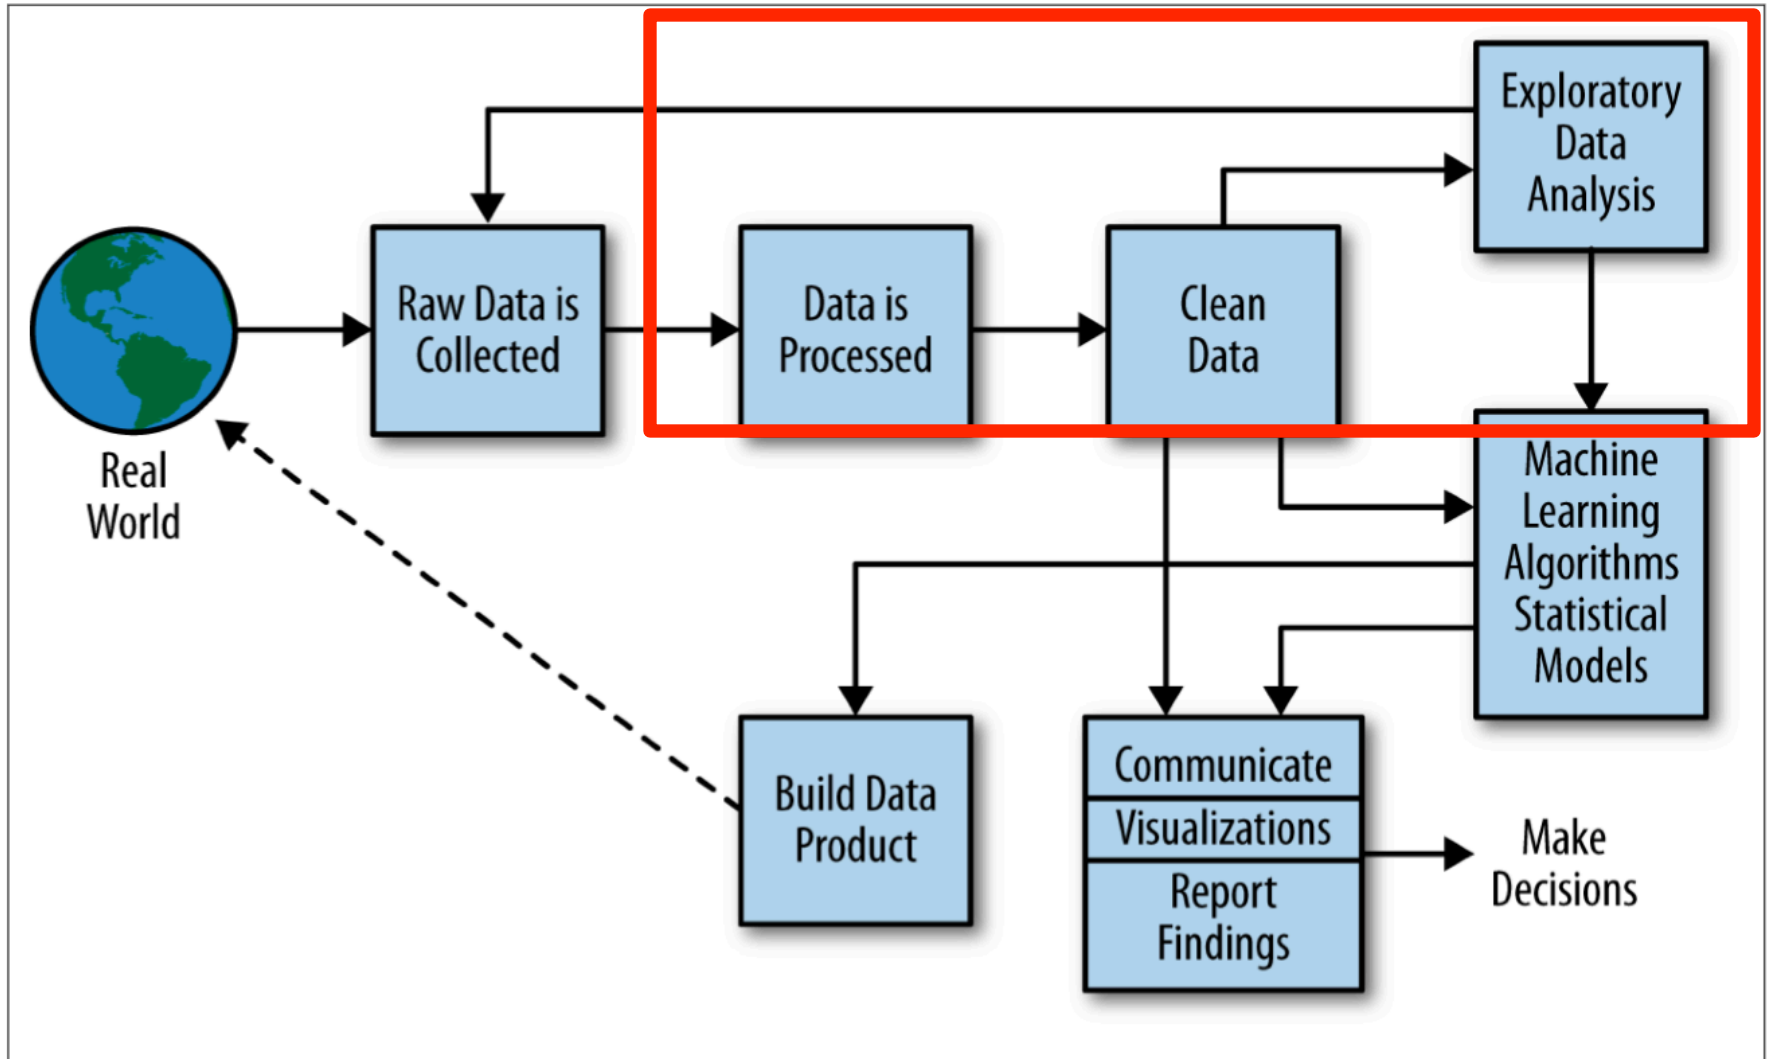 Exploratory
Data
Analysis
Raw Data is
Collected
Data is
Processed
Clean
Data
Real
World
Machine
Learning
Algorithms
Statistical
Models
Build Data
Product
Communicate
Visualizations
Report
Findings
Make
Decisions